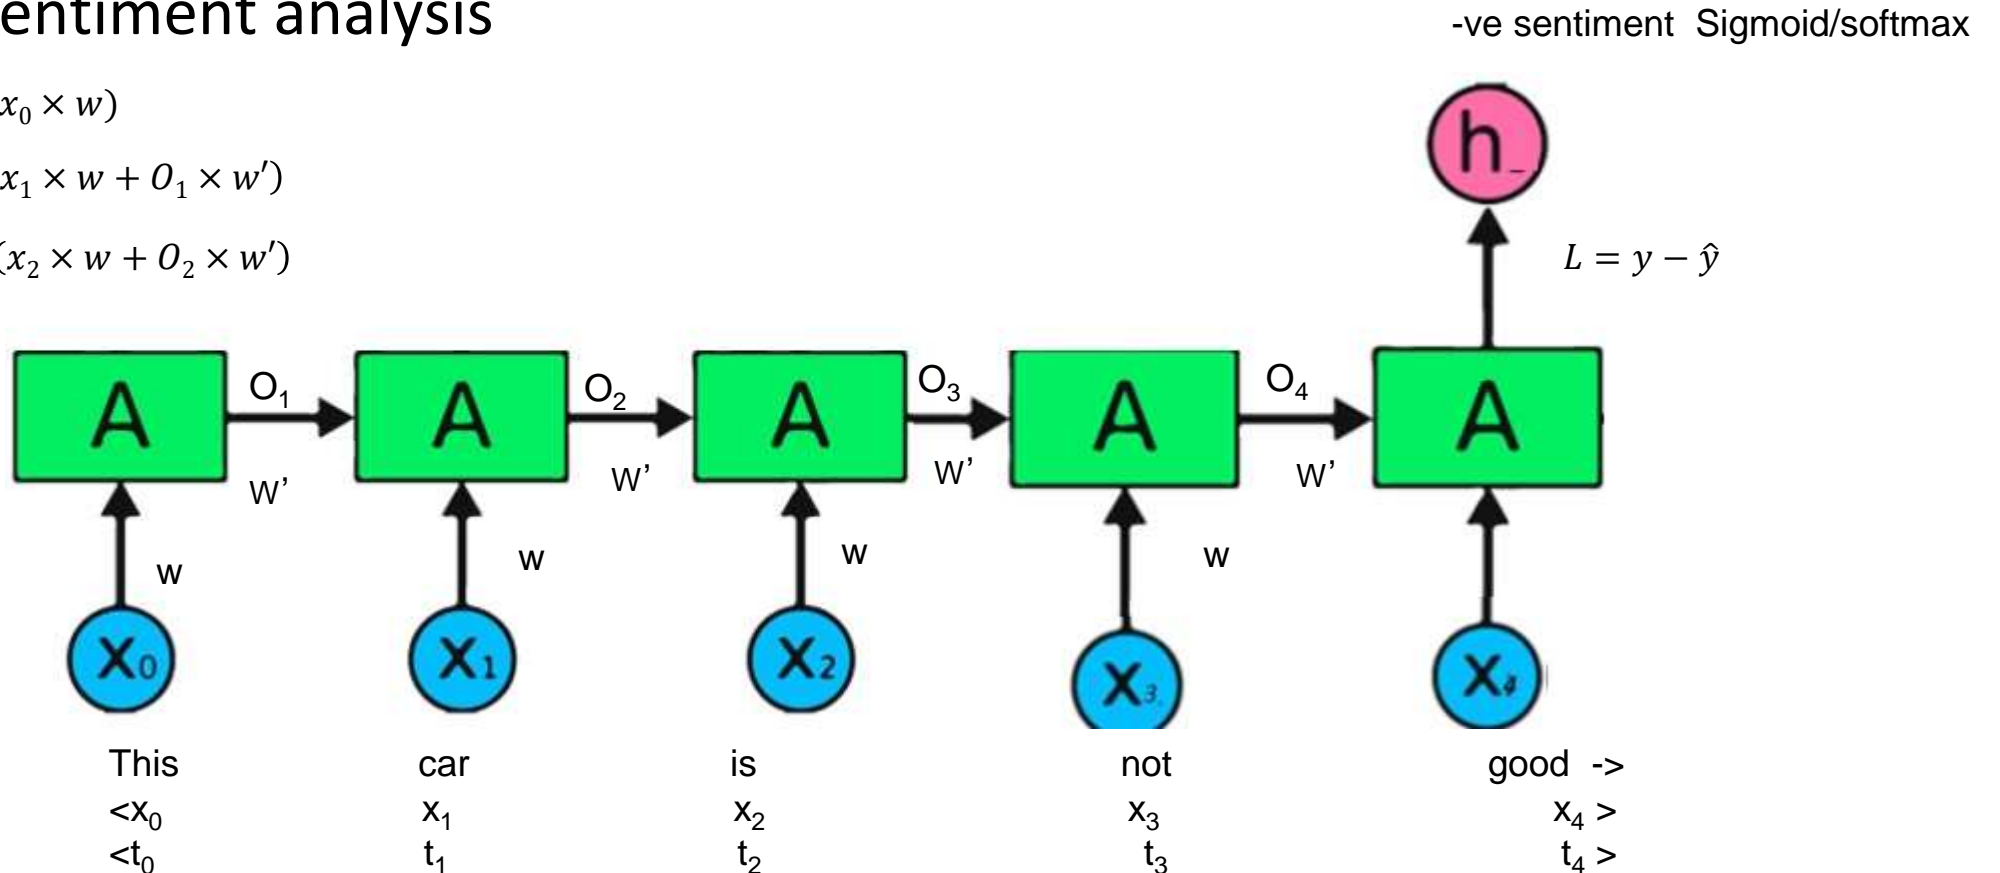 entiment analysis
-ve sentiment Sigmoid/softmax
x₀ × w)
x₁ × w + O₁ × w′)
(x₂ × w + O₂ × w′)
h
L = y − ŷ
A O₁ A O₂ A O₃ A O₄ A
W’ W’ W’ W’
w w w w
X₀ X₁ X₂ X₃ X₄
This car is not good ->
<x₀ x₁ x₂ x₃ x₄ >
<t₀ t₁ t₂ t₃ t₄ >